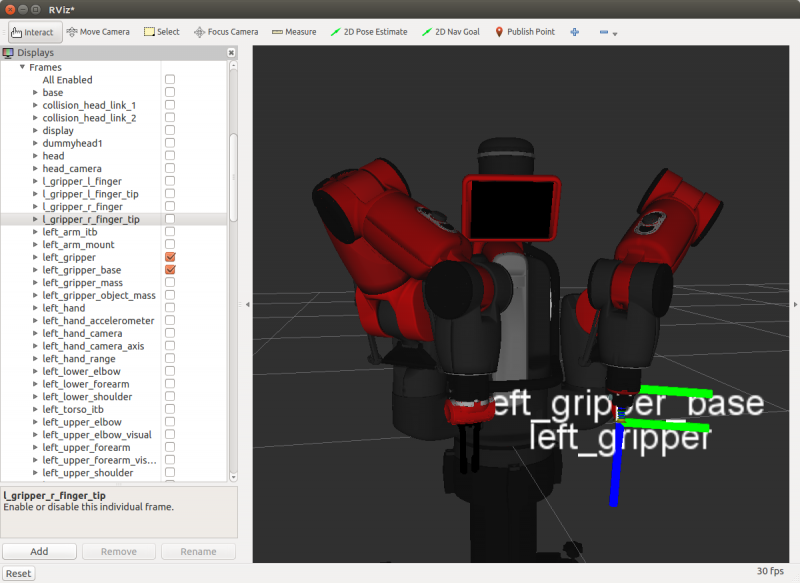 RViz*
Interact Move Camera Select Focus Camera Measure 2D Pose Estimate 2D Nav Goal Publish Point
Displays
Frames
All Enabled
base
collision_head_link_1
collision_head_link_2
display
dummyhead1
head
head_camera
l_gripper_l_finger
l_gripper_l_finger_tip
l_gripper_r_finger
l_gripper_r_finger_tip
left_arm_itb
left_arm_mount
left_gripper
left_gripper_base
left_gripper_mass
left_gripper_object_mass
left_hand
left_hand_accelerometer
left_hand_camera
left_hand_camera_axis
left_hand_range
left_lower_elbow
left_lower_forearm
left_lower_shoulder
left_torso_itb
left_upper_elbow
left_upper_elbow_visual
left_upper_forearm
left_upper_forearm_vis...
left_upper_shoulder
l_gripper_r_finger_tip
Enable or disable this individual frame.
Add Remove Rename
Reset
left_gripper_base
left_gripper
30 fps